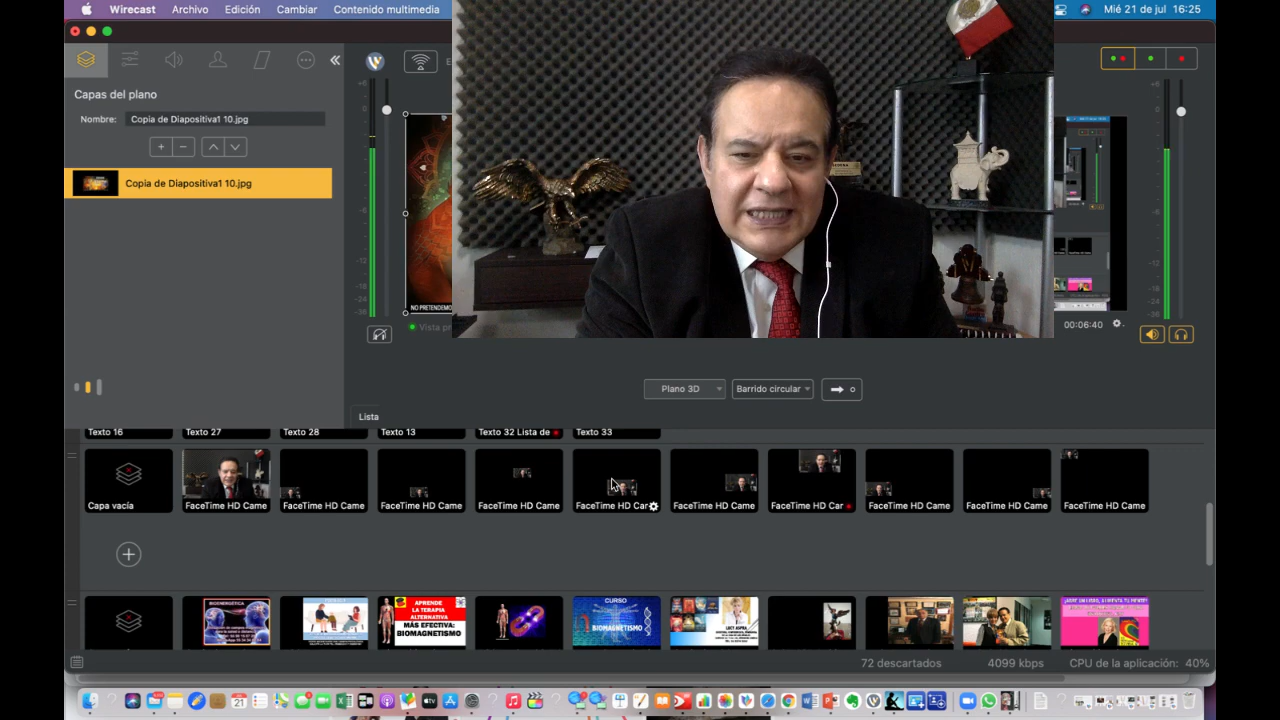 Wirecast Archivo Edición Cambiar Contenido multimedia
Mié 21 de jul 16:25
Capas del plano
Nombre: Copia de Diapositiva1 10.jpg
Copia de Diapositiva1 10.jpg
NO PRETENDEMO
Vista pr
00:06:40
Plano 3D
Barrido circular
Lista
Texto 16 Texto 27 Texto 28 Texto 13 Texto 32 Lista de Texto 33
Capa vacía FaceTime HD Came FaceTime HD Came FaceTime HD Came FaceTime HD Came FaceTime HD Car FaceTime HD Came FaceTime HD Car FaceTime HD Came FaceTime HD Came FaceTime HD Came
BIOENERGÉTICA
APRENDE
LA TERAPIA
ALTERNATIVA
MÁS EFECTIVA:
BIOMAGNETISMO
CURSO
BIOMAGNETISMO
LUCY ASPRA
72 descartados 4099 kbps CPU de la aplicación: 40%